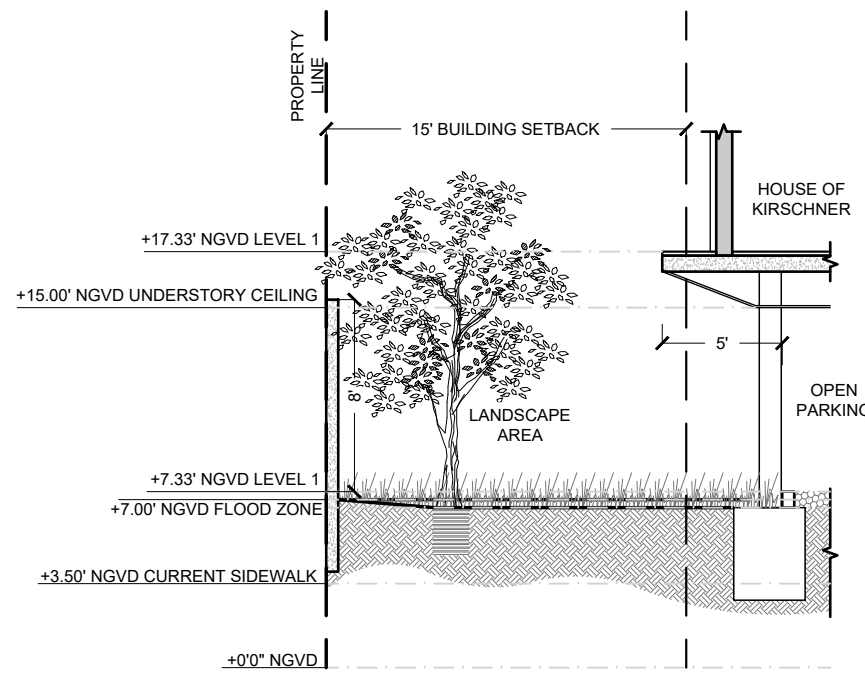 PROPERTY
LINE
15' BUILDING SETBACK
HOUSE OF
KIRSCHNER
+17.33' NGVD LEVEL 1
+15.00' NGVD UNDERSTORY CEILING
5'
8'
OPEN
PARKING
LANDSCAPE
AREA
+7.33' NGVD LEVEL 1
+7.00' NGVD FLOOD ZONE
+3.50' NGVD CURRENT SIDEWALK
+0'0" NGVD